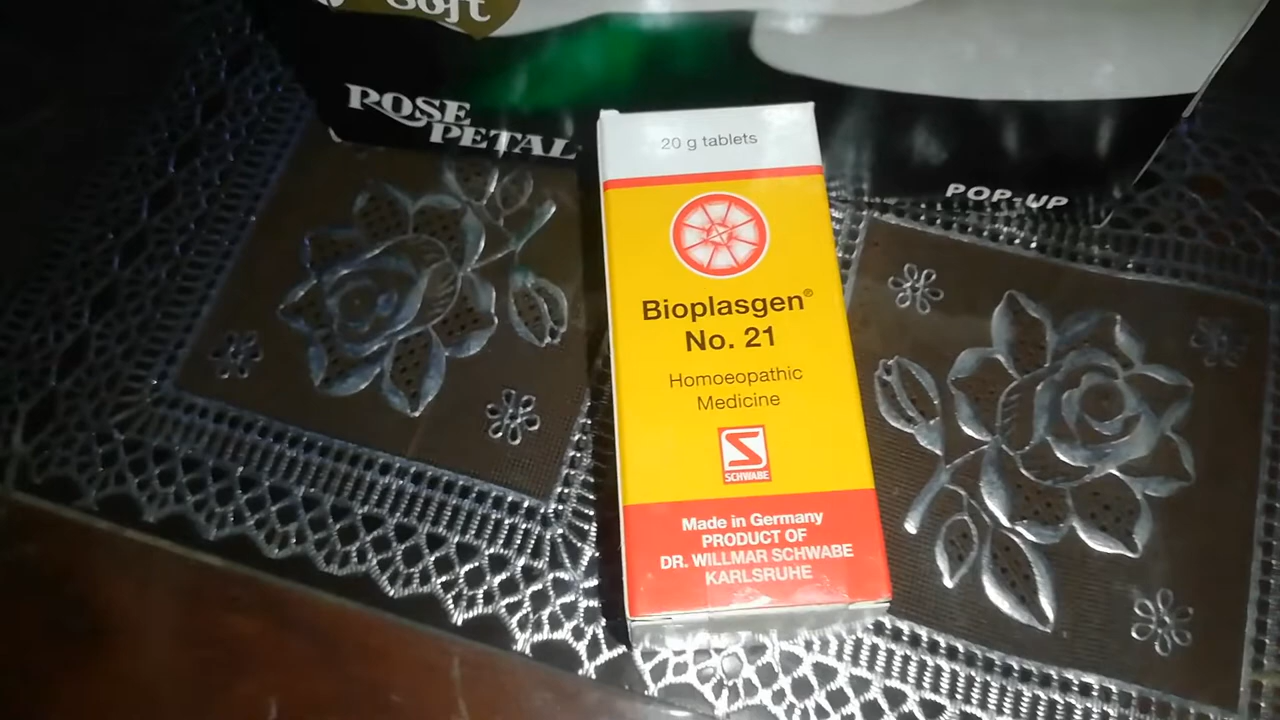 Soft
ROSE
PETAL
POP-UP
20 g tablets
Bioplasgen®
No. 21
Homoeopathic
Medicine
SCHWABE
Made in Germany
PRODUCT OF
DR. WILLMAR SCHWABE
KARLSRUHE